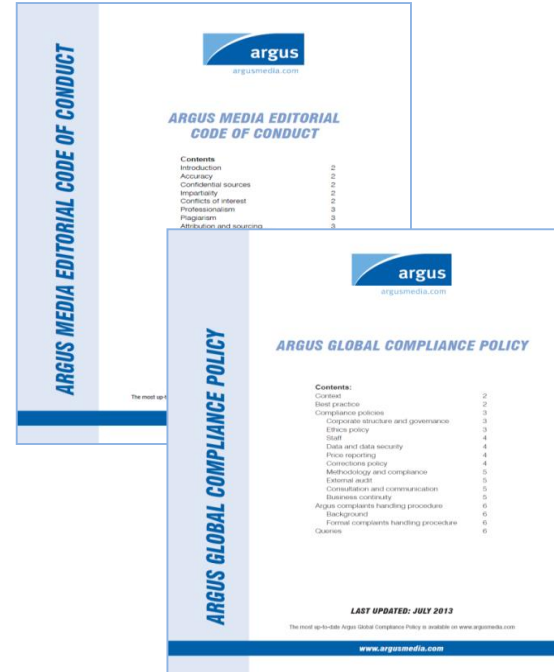 ARGUS MEDIA EDITORIAL CODE OF CONDUCT
argus
argusmedia.com
ARGUS MEDIA EDITORIAL
CODE OF CONDUCT
Contents
Introduction 2
Accuracy 2
Confidential sources 2
Impartiality 2
Conflicts of interest 2
Professionalism 3
Plagiarism 3
Attribution and sourcing 3
The most up-t
ARGUS GLOBAL COMPLIANCE POLICY
argus
argusmedia.com
ARGUS GLOBAL COMPLIANCE POLICY
Contents:
Context 2
Best practice 2
Compliance policies 3
Corporate structure and governance 3
Ethics policy 3
Staff 4
Data and data security 4
Price reporting 4
Corrections policy 4
Methodology and compliance 5
External audit 5
Consultation and communication 5
Business continuity 5
Argus complaints handling procedure 6
Background 6
Formal complaints handling procedure 6
Queries 6
LAST UPDATED: JULY 2013
The most up-to-date Argus Global Compliance Policy is available on www.argusmedia.com
www.argusmedia.com